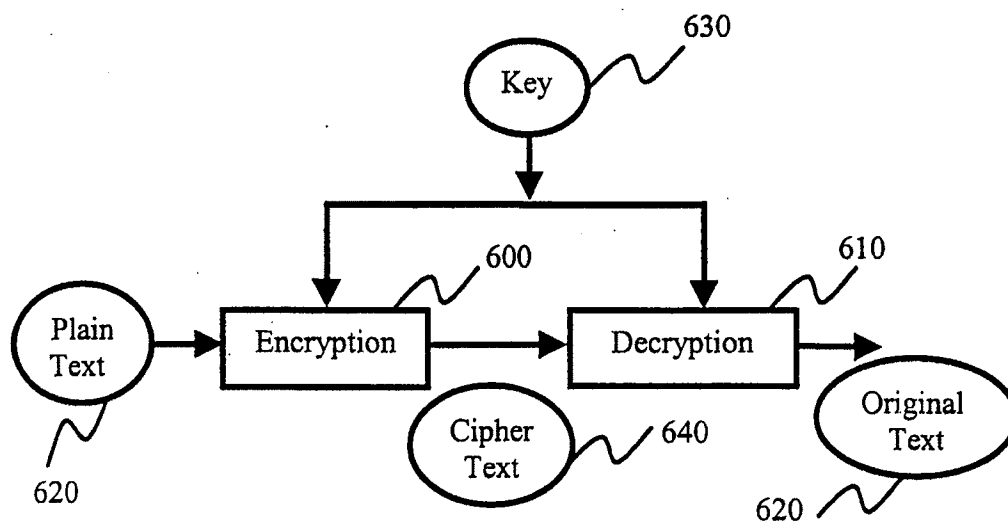 630
Key
600
610
Plain
Text
Encryption
Decryption
Cipher
Text
640
Original
Text
620
620